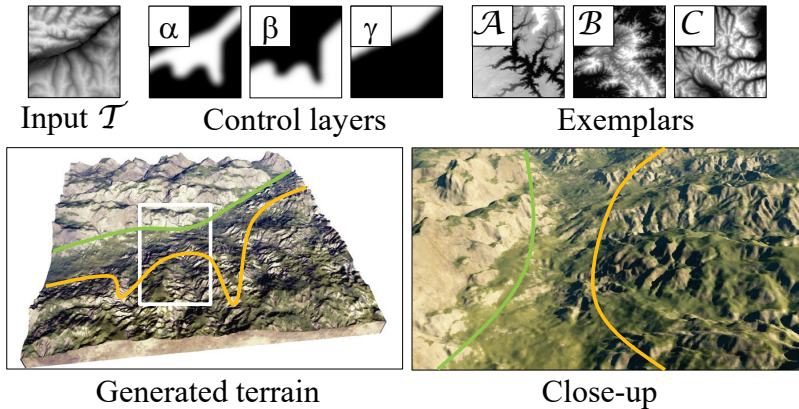 α β γ 𝒜 ℬ 𝒞
Input 𝒯 Control layers Exemplars
Generated terrain Close-up